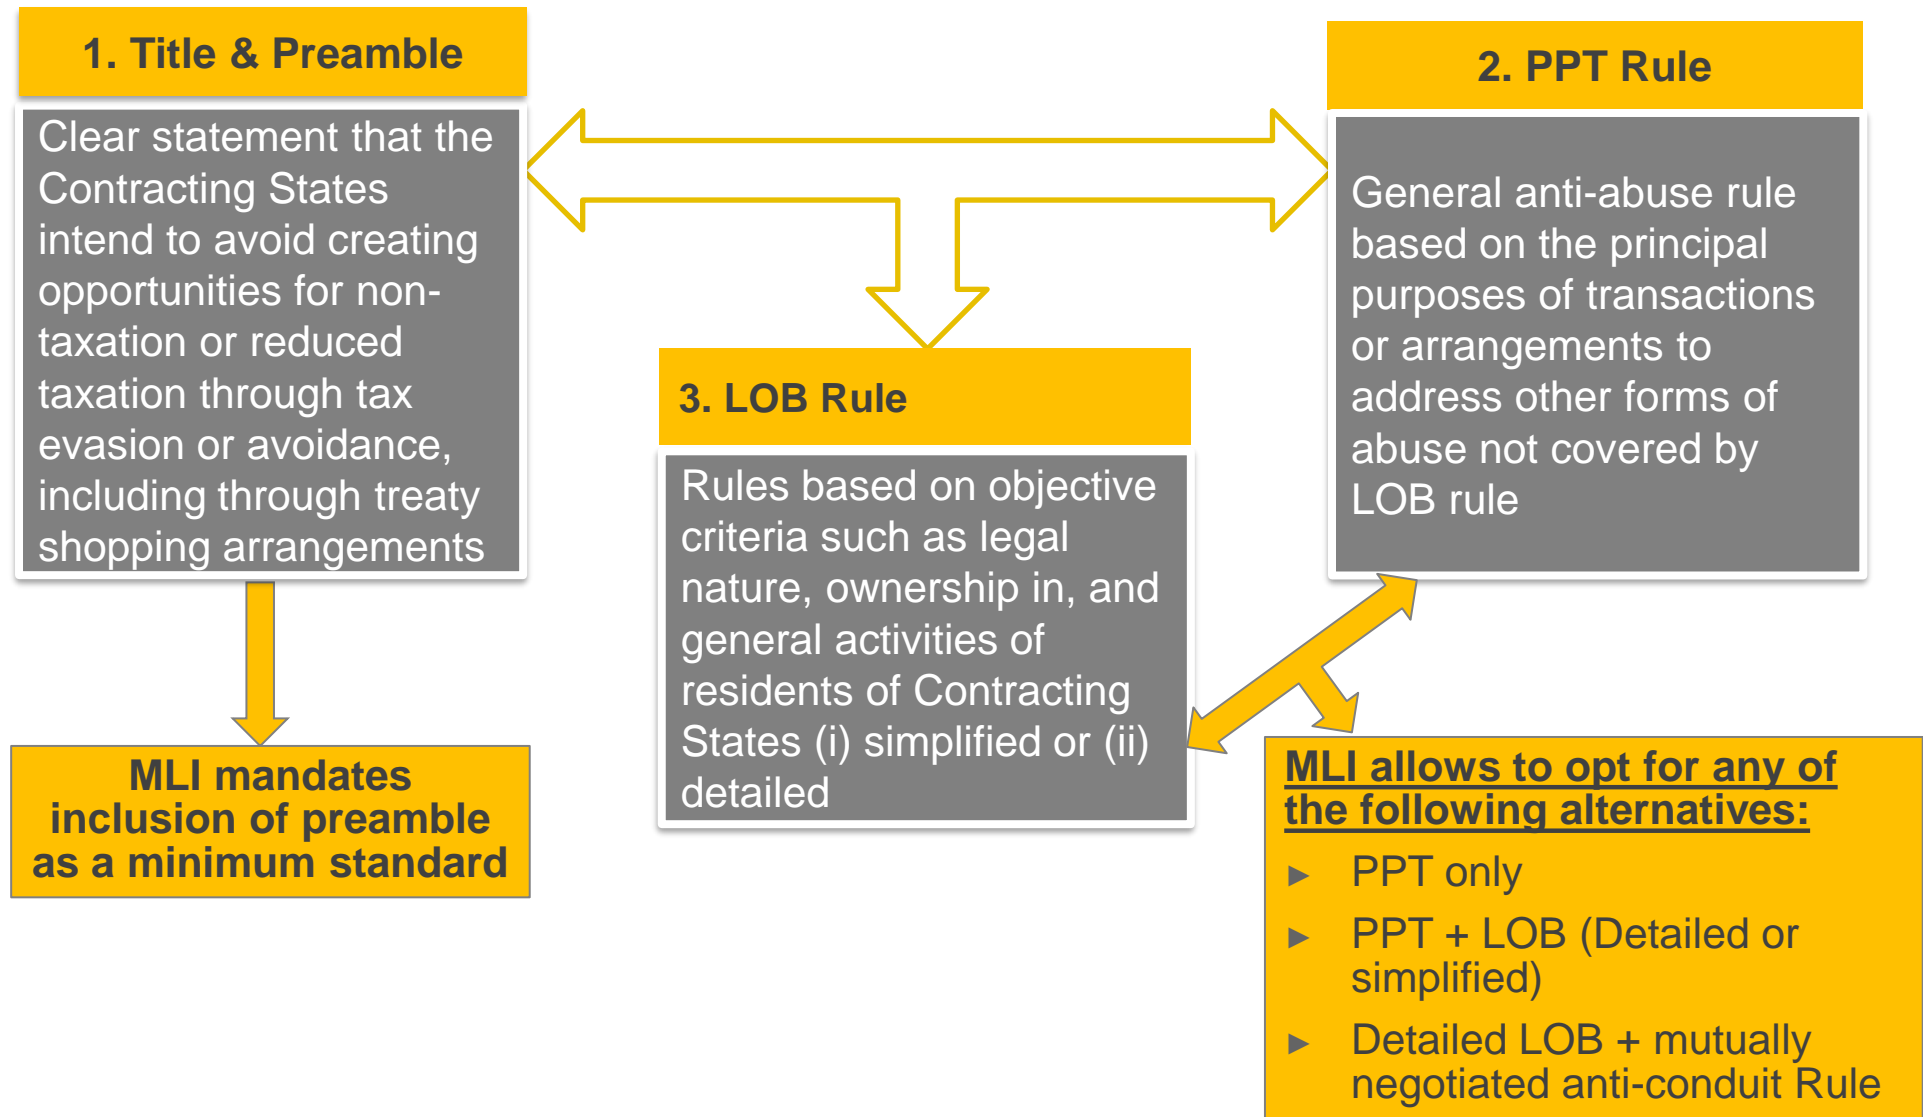 1. Title & Preamble
Clear statement that the
Contracting States
intend to avoid creating
opportunities for non-
taxation or reduced
taxation through tax
evasion or avoidance,
including through treaty
shopping arrangements
MLI mandates
inclusion of preamble
as a minimum standard
2. PPT Rule
General anti-abuse rule
based on the principal
purposes of transactions
or arrangements to
address other forms of
abuse not covered by
LOB rule
3. LOB Rule
Rules based on objective
criteria such as legal
nature, ownership in, and
general activities of
residents of Contracting
States (i) simplified or (ii)
detailed
MLI allows to opt for any of
the following alternatives:
► PPT only
► PPT + LOB (Detailed or
simplified)
► Detailed LOB + mutually
negotiated anti-conduit Rule